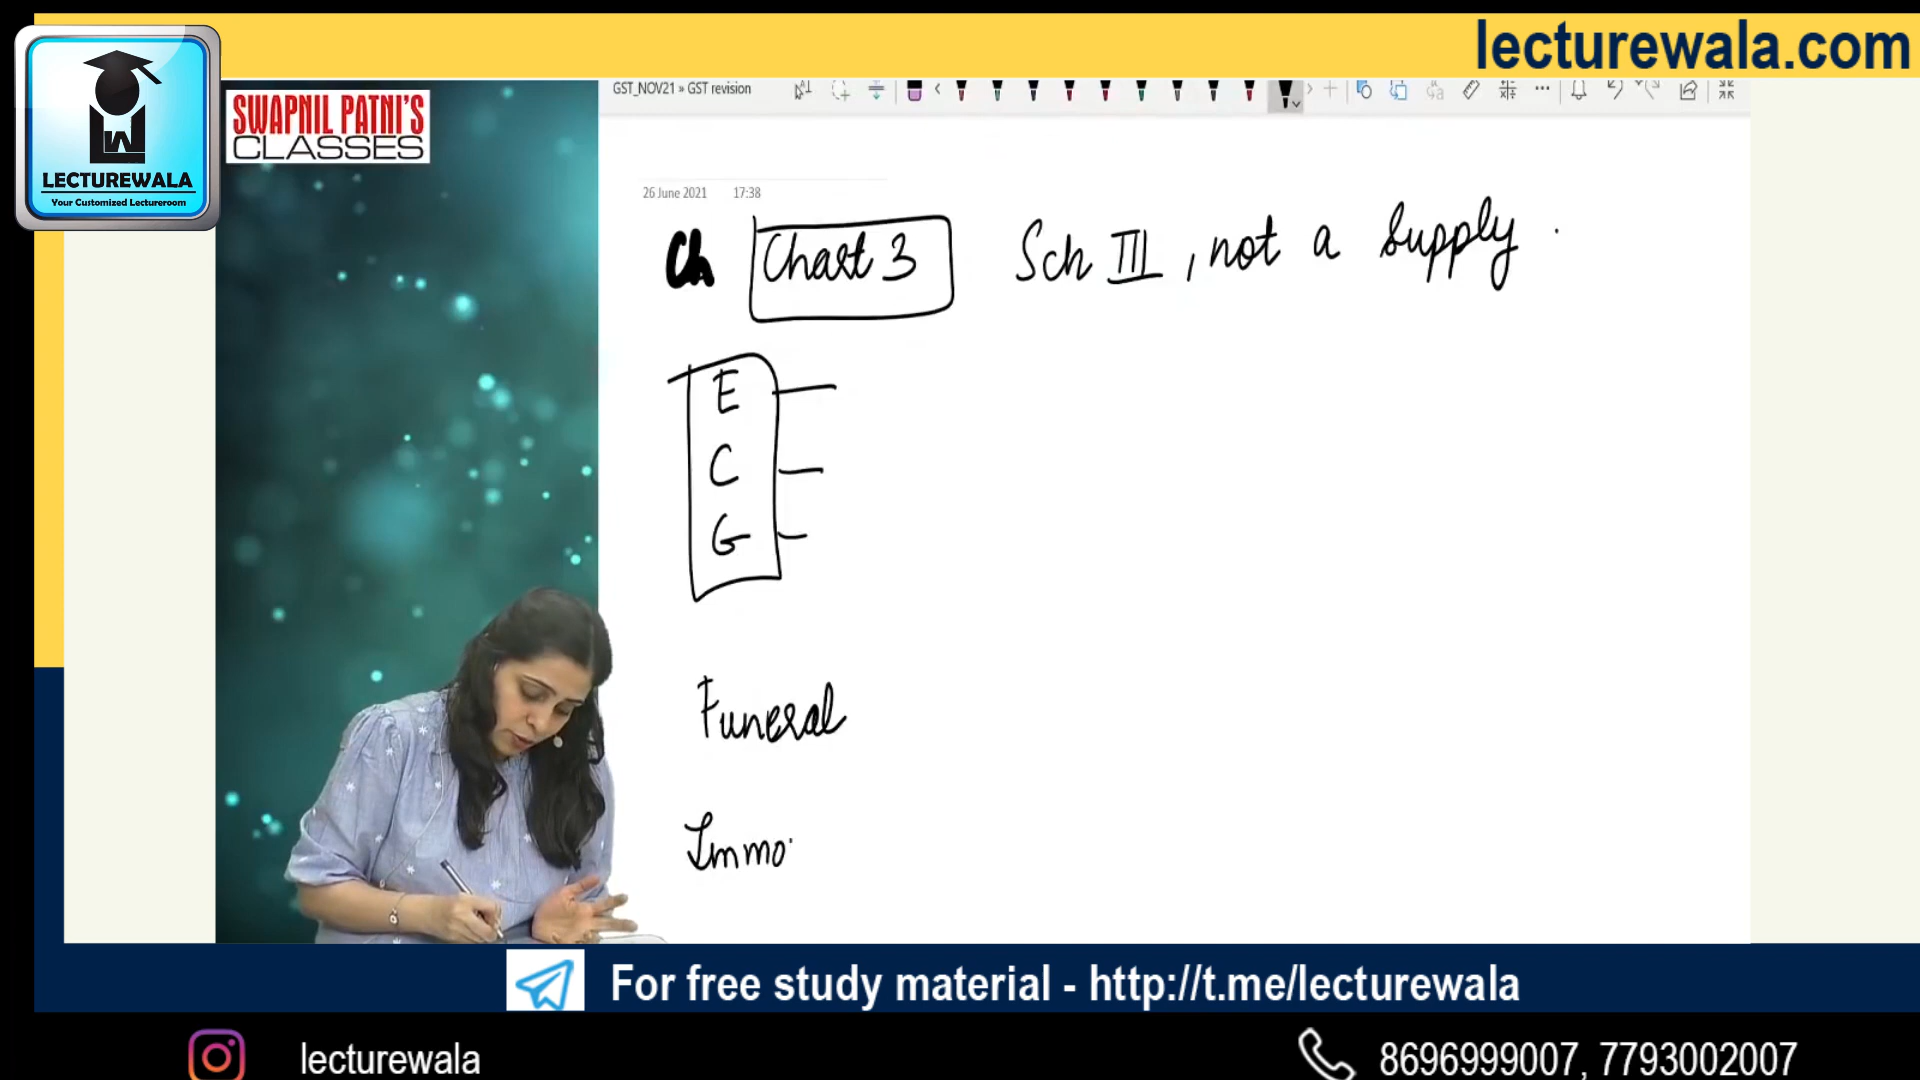 lecturewala.com
LW
LECTUREWALA
Your Customized Lectureroom
SWAPNIL PATNI'S
CLASSES
GST_NOV21 » GST revision
26 June 2021 17:38
Ch Chart 3 Sch III, not a supply.
E
C
G
Funeral
Immo
For free study material - http://t.me/lecturewala
lecturewala
8696999007, 7793002007